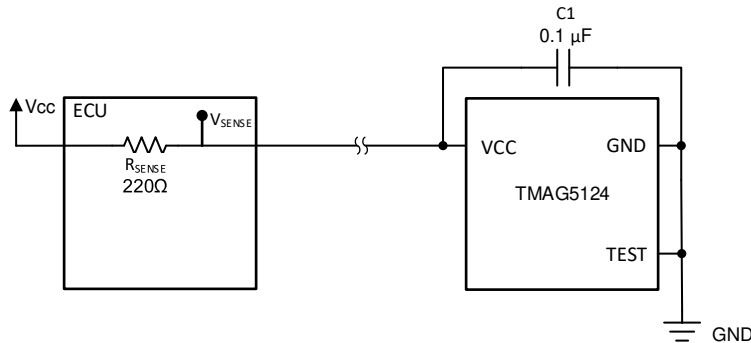 C1
0.1 µF
Vcc
ECU
VSENSE
RSENSE
220Ω
VCC
GND
TMAG5124
TEST
GND